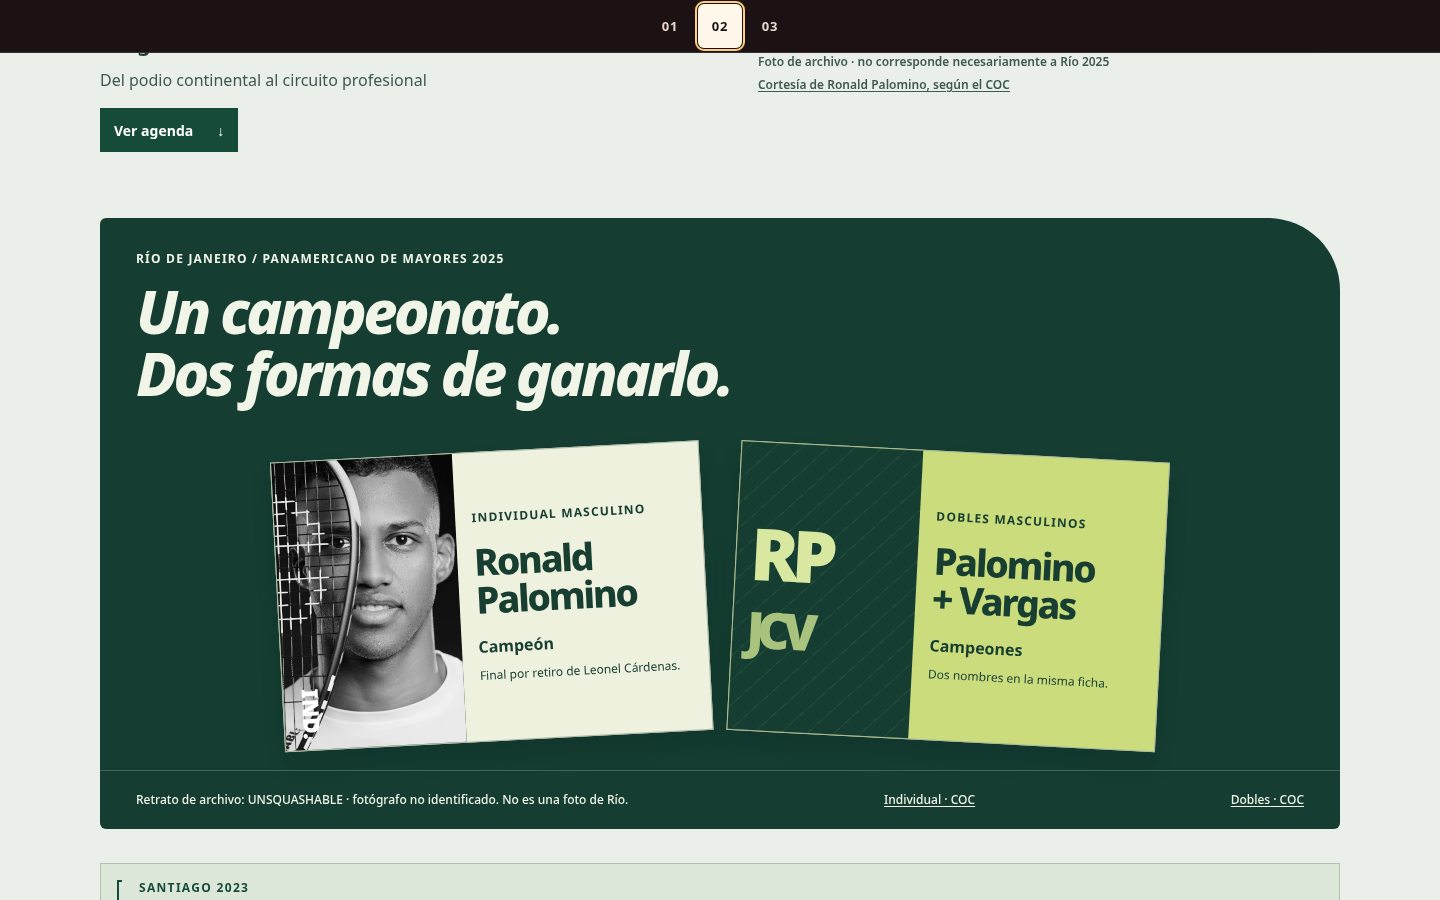 01 02 03
Del podio continental al circuito profesional
Ver agenda ↓
Foto de archivo · no corresponde necesariamente a Río 2025
Cortesía de Ronald Palomino, según el COC
RÍO DE JANEIRO / PANAMERICANO DE MAYORES 2025
Un campeonato.
Dos formas de ganarlo.
IND.
INDIVIDUAL MASCULINO
Ronald
Palomino
Campeón
Final por retiro de Leonel Cárdenas.
RP
JCV
DOBLES MASCULINOS
Palomino
+ Vargas
Campeones
Dos nombres en la misma ficha.
Retrato de archivo: UNSQUASHABLE · fotógrafo no identificado. No es una foto de Río.
Individual · COC
Dobles · COC
SANTIAGO 2023